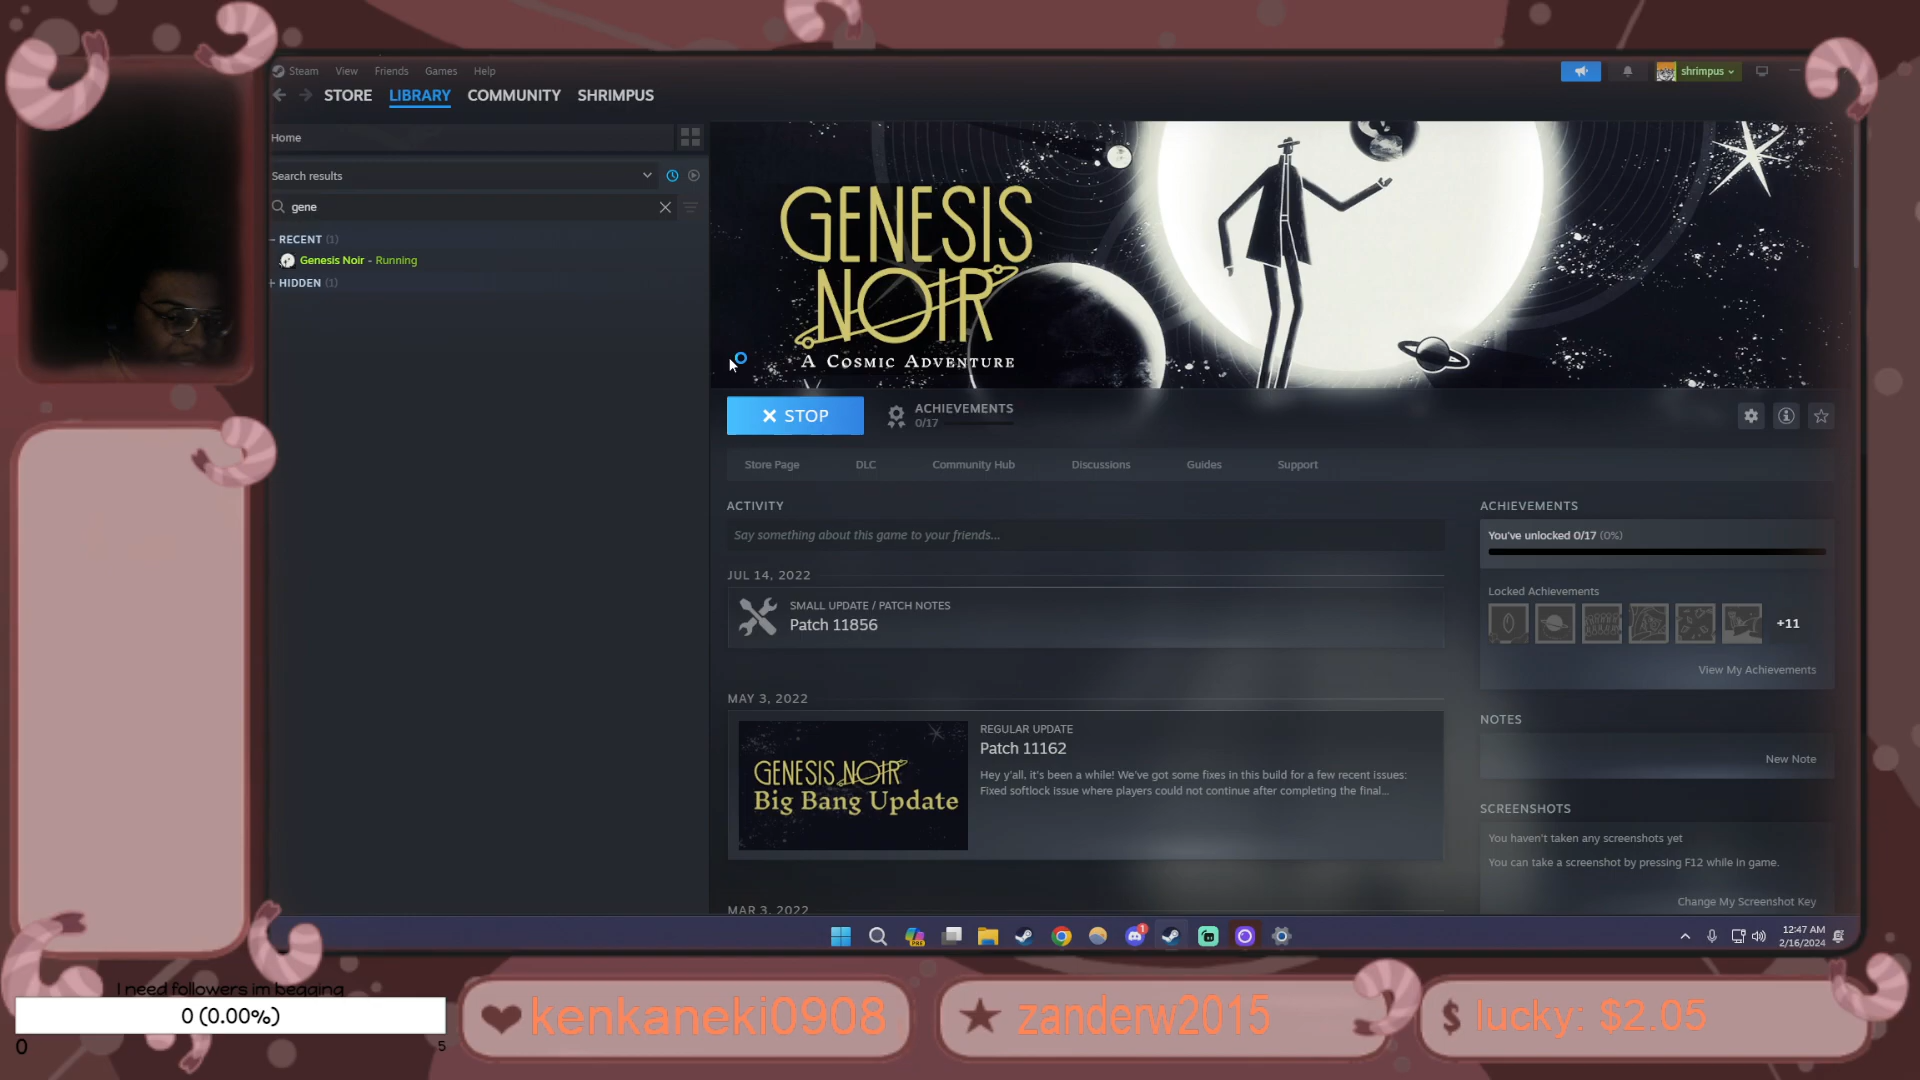 Steam View Friends Games Help
shrimpus
STORE LIBRARY COMMUNITY SHRIMPUS
Home
Search results
gene
RECENT (1)
Genesis Noir - Running
HIDDEN (1)
GENESIS
NOIR
A COSMIC ADVENTURE
STOP
ACHIEVEMENTS
0/17
Store Page DLC Community Hub Discussions Guides Support
ACTIVITY
Say something about this game to your friends...
JUL 14, 2022
SMALL UPDATE / PATCH NOTES
Patch 11856
MAY 3, 2022
GENESIS NOIR
Big Bang Update
REGULAR UPDATE
Patch 11162
Hey y'all, it's been a while! We've got some fixes in this build for a few recent issues:
Fixed softlock issue where players could not continue after completing the final...
MAR 3, 2022
ACHIEVEMENTS
You've unlocked 0/17 (0%)
Locked Achievements
+11
View My Achievements
NOTES
New Note
SCREENSHOTS
You haven't taken any screenshots yet
You can take a screenshot by pressing F12 while in game.
Change My Screenshot Key
PRE
1
12:47 AM
2/16/2024
I need followers im begging
0 (0.00%)
0
5
kenkaneki0908
zanderw2015
$ lucky: $2.05